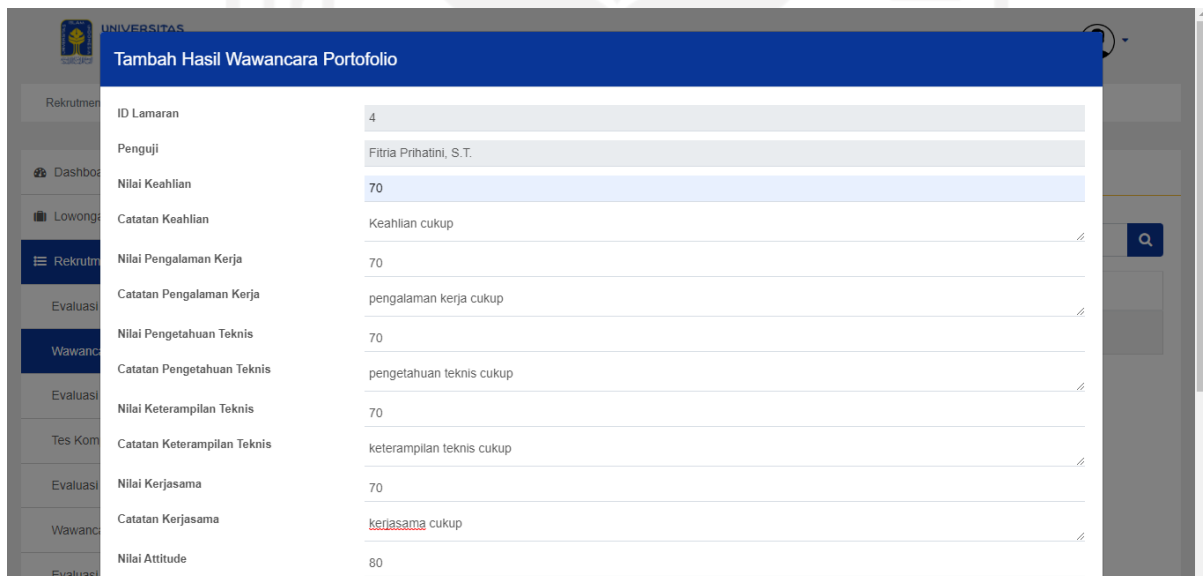 UNIVERSITAS
Tambah Hasil Wawancara Portofolio
Rekrutmen
ID Lamaran
4
Penguji
Fitria Prihatini, S.T.
Dashboa
Nilai Keahlian
70
Lowonga
Catatan Keahlian
Keahlian cukup
Rekrutm
Nilai Pengalaman Kerja
70
Evaluasi
Catatan Pengalaman Kerja
pengalaman kerja cukup
Nilai Pengetahuan Teknis
70
Wawanca
Catatan Pengetahuan Teknis
pengetahuan teknis cukup
Evaluasi
Nilai Keterampilan Teknis
70
Tes Kom
Catatan Keterampilan Teknis
keterampilan teknis cukup
Evaluasi
Nilai Kerjasama
70
Wawanca
Catatan Kerjasama
kerjasama cukup
Nilai Attitude
80
Evaluasi